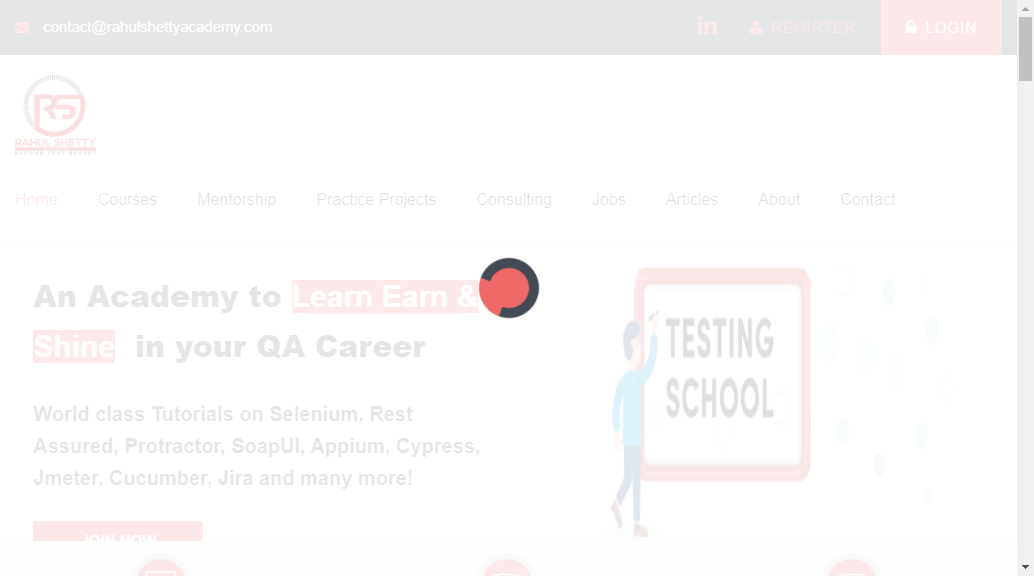 contact@rahulshettyacademy.com
in
REGISTER
LOGIN
RS
RAHUL SHETTY
Home
Courses
Mentorship
Practice Projects
Consulting
Jobs
Articles
About
Contact
An Academy to Learn Earn &
Shine in your QA Career
World class Tutorials on Selenium, Rest
Assured, Protractor, SoapUI, Appium, Cypress,
Jmeter, Cucumber, Jira and many more!
JOIN NOW
TESTING
SCHOOL